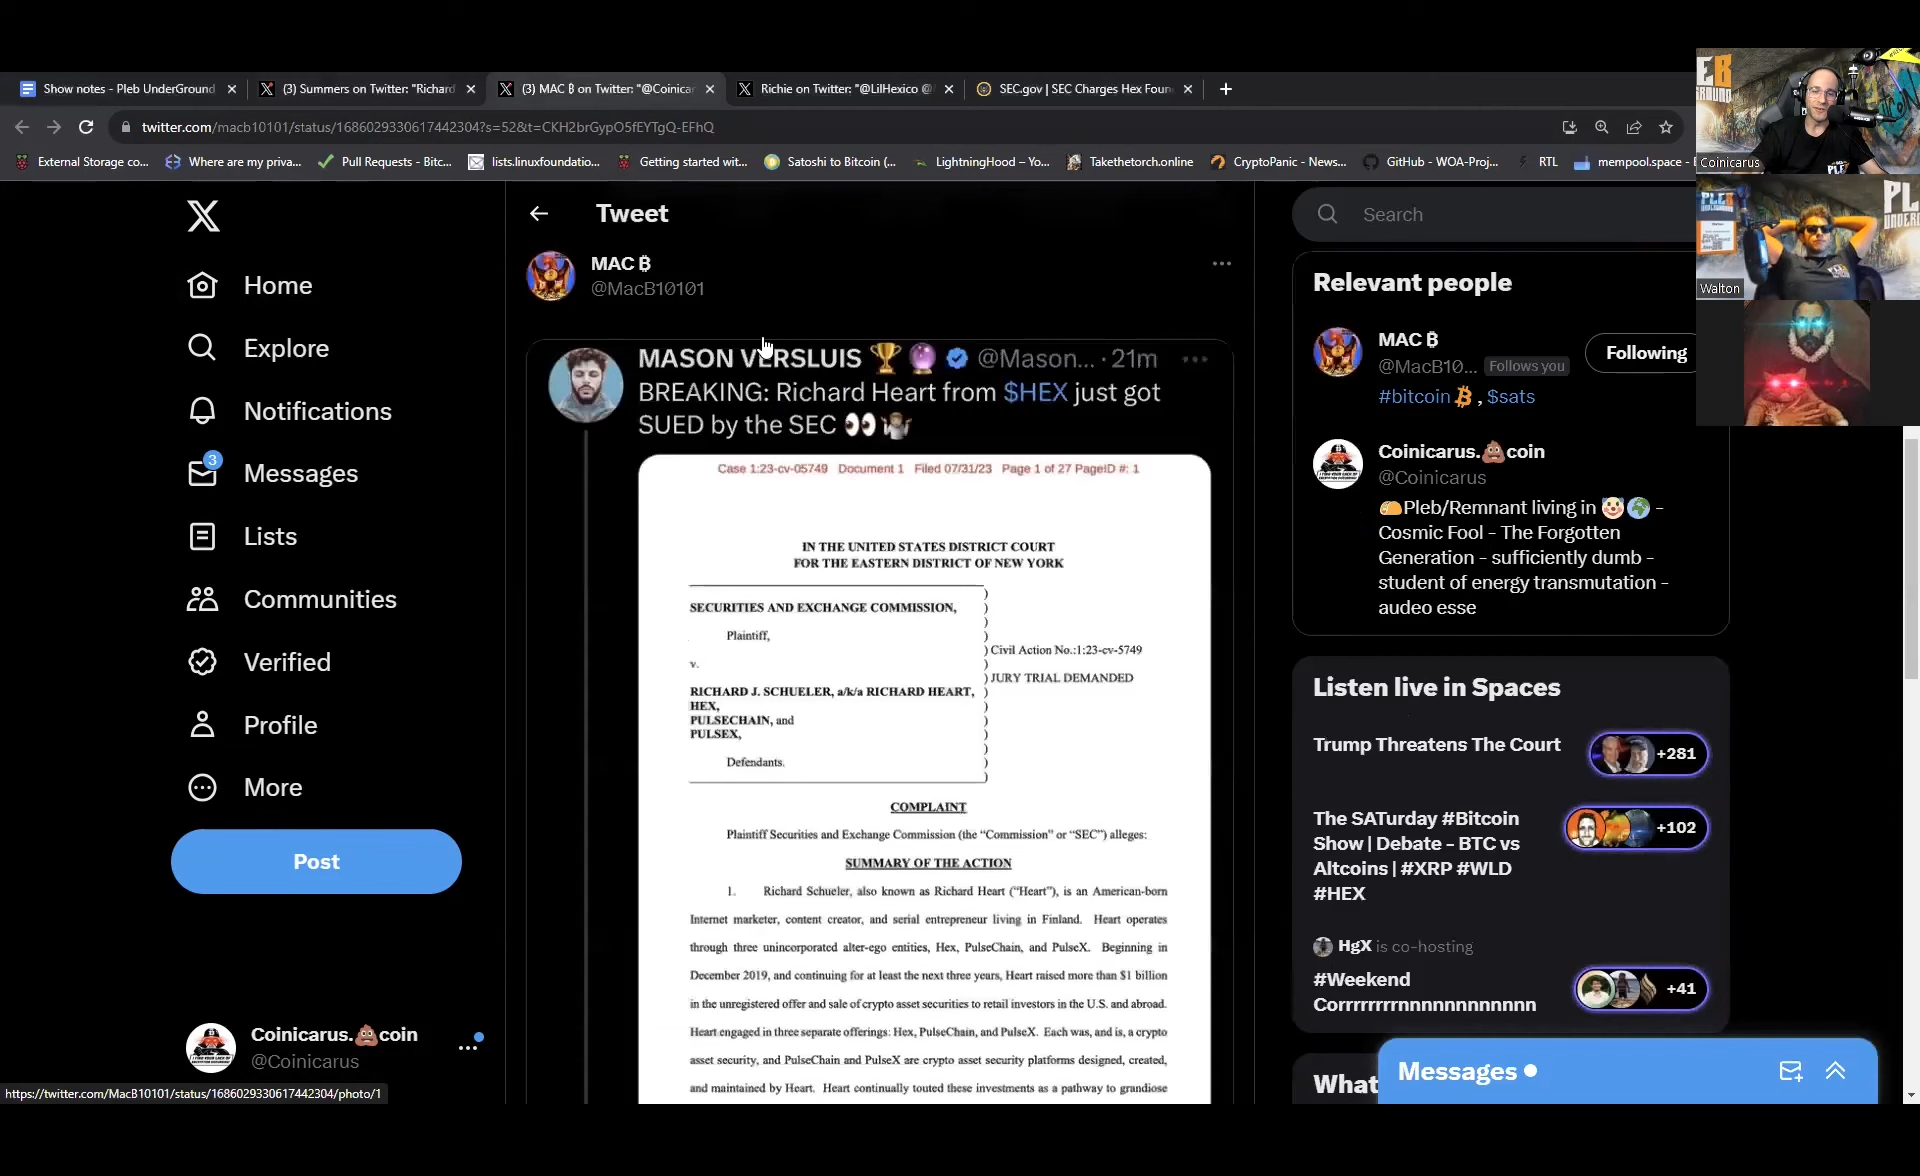 Show notes - Pleb UnderGround
(3) Summers on Twitter: "Richard
(3) MAC ₿ on Twitter: "@Coinicar
Richie on Twitter: "@LilHexico @
SEC.gov | SEC Charges Hex Foun
twitter.com/macb10101/status/1686029330617442304?s=52&t=CKH2brGypO5fEYTgQ-EFhQ
External Storage co...
Where are my priva...
Pull Requests - Bitc...
lists.linuxfoundatio...
Getting started wit...
Satoshi to Bitcoin (...
LightningHood – Yo...
Takethetorch.online
CryptoPanic - News...
GitHub - WOA-Proj...
RTL
mempool.space -
Coinicarus
Walton
X
Home
Explore
Notifications
3
Messages
Lists
Communities
Verified
Profile
More
Post
Coinicarus.💩coin
@Coinicarus
...
https://twitter.com/MacB10101/status/1686029330617442304/photo/1
Tweet
MAC ₿
@MacB10101
MASON VERSLUIS 🏆🔮 @Mason... · 21m
BREAKING: Richard Heart from $HEX just got
SUED by the SEC 👀🤷🏽‍♂️
Case 1:23-cv-05749 Document 1 Filed 07/31/23 Page 1 of 27 PageID #: 1
IN THE UNITED STATES DISTRICT COURT
FOR THE EASTERN DISTRICT OF NEW YORK
SECURITIES AND EXCHANGE COMMISSION,
Plaintiff,
v.
RICHARD J. SCHUELER, a/k/a RICHARD HEART,
HEX,
PULSECHAIN, and
PULSEX,
Defendants.
Civil Action No.:1:23-cv-5749
JURY TRIAL DEMANDED
COMPLAINT
Plaintiff Securities and Exchange Commission (the “Commission” or “SEC”) alleges:
SUMMARY OF THE ACTION
1. Richard Schueler, also known as Richard Heart (“Heart”), is an American-born
Internet marketer, content creator, and serial entrepreneur living in Finland. Heart operates
through three unincorporated alter-ego entities, Hex, PulseChain, and PulseX. Beginning in
December 2019, and continuing for at least the next three years, Heart raised more than $1 billion
in the unregistered offer and sale of crypto asset securities to retail investors in the U.S. and abroad.
Heart engaged in three separate offerings: Hex, PulseChain, and PulseX. Each was, and is, a crypto
asset security, and PulseChain and PulseX are crypto asset security platforms designed, created,
and maintained by Heart. Heart continually touted these investments as a pathway to grandiose
Search
Relevant people
MAC ₿
@MacB10... Follows you
Following
#bitcoin , $sats
Coinicarus.💩coin
@Coinicarus
🌮Pleb/Remnant living in 🤡🌎 -
Cosmic Fool - The Forgotten
Generation - sufficiently dumb -
student of energy transmutation -
audeo esse
Listen live in Spaces
Trump Threatens The Court
+281
The SATurday #Bitcoin
Show | Debate - BTC vs
Altcoins | #XRP #WLD
#HEX
+102
HgX is co-hosting
#Weekend
Corrrrrrrrnnnnnnnnnnnn
+41
What
Messages